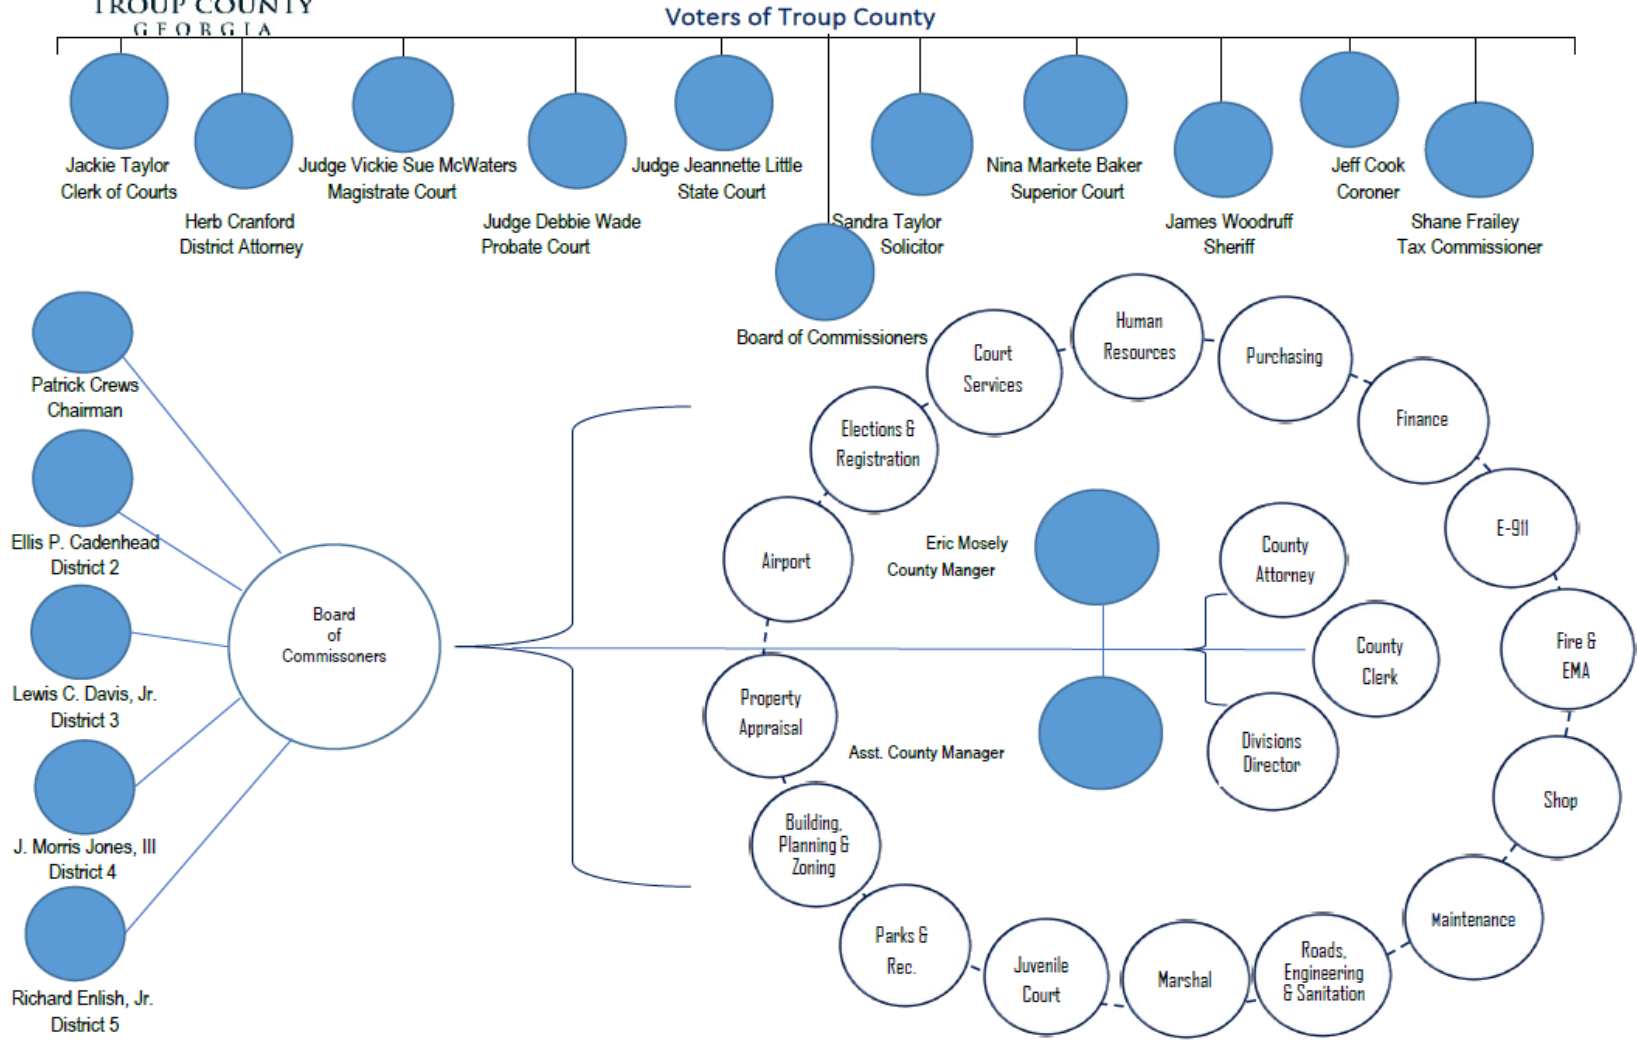 TROUP COUNTY
GEORGIA
Voters of Troup County
Jackie Taylor
Clerk of Courts
Herb Cranford
District Attorney
Judge Vickie Sue McWaters
Magistrate Court
Judge Debbie Wade
Probate Court
Judge Jeannette Little
State Court
Sandra Taylor
Solicitor
Nina Markete Baker
Superior Court
James Woodruff
Sheriff
Jeff Cook
Coroner
Shane Frailey
Tax Commissioner
Board of Commissioners
Patrick Crews
Chairman
Ellis P. Cadenhead
District 2
Lewis C. Davis, Jr.
District 3
J. Morris Jones, III
District 4
Richard Enlish, Jr.
District 5
Board
of
Commissoners
Court
Services
Human
Resources
Purchasing
Finance
Elections &
Registration
E-911
Airport
Eric Mosely
County Manger
County
Attorney
County
Clerk
Fire &
EMA
Property
Appraisal
Asst. County Manager
Divisions
Director
Shop
Building,
Planning &
Zoning
Maintenance
Parks &
Rec.
Juvenile
Court
Marshal
Roads,
Engineering
& Sanitation